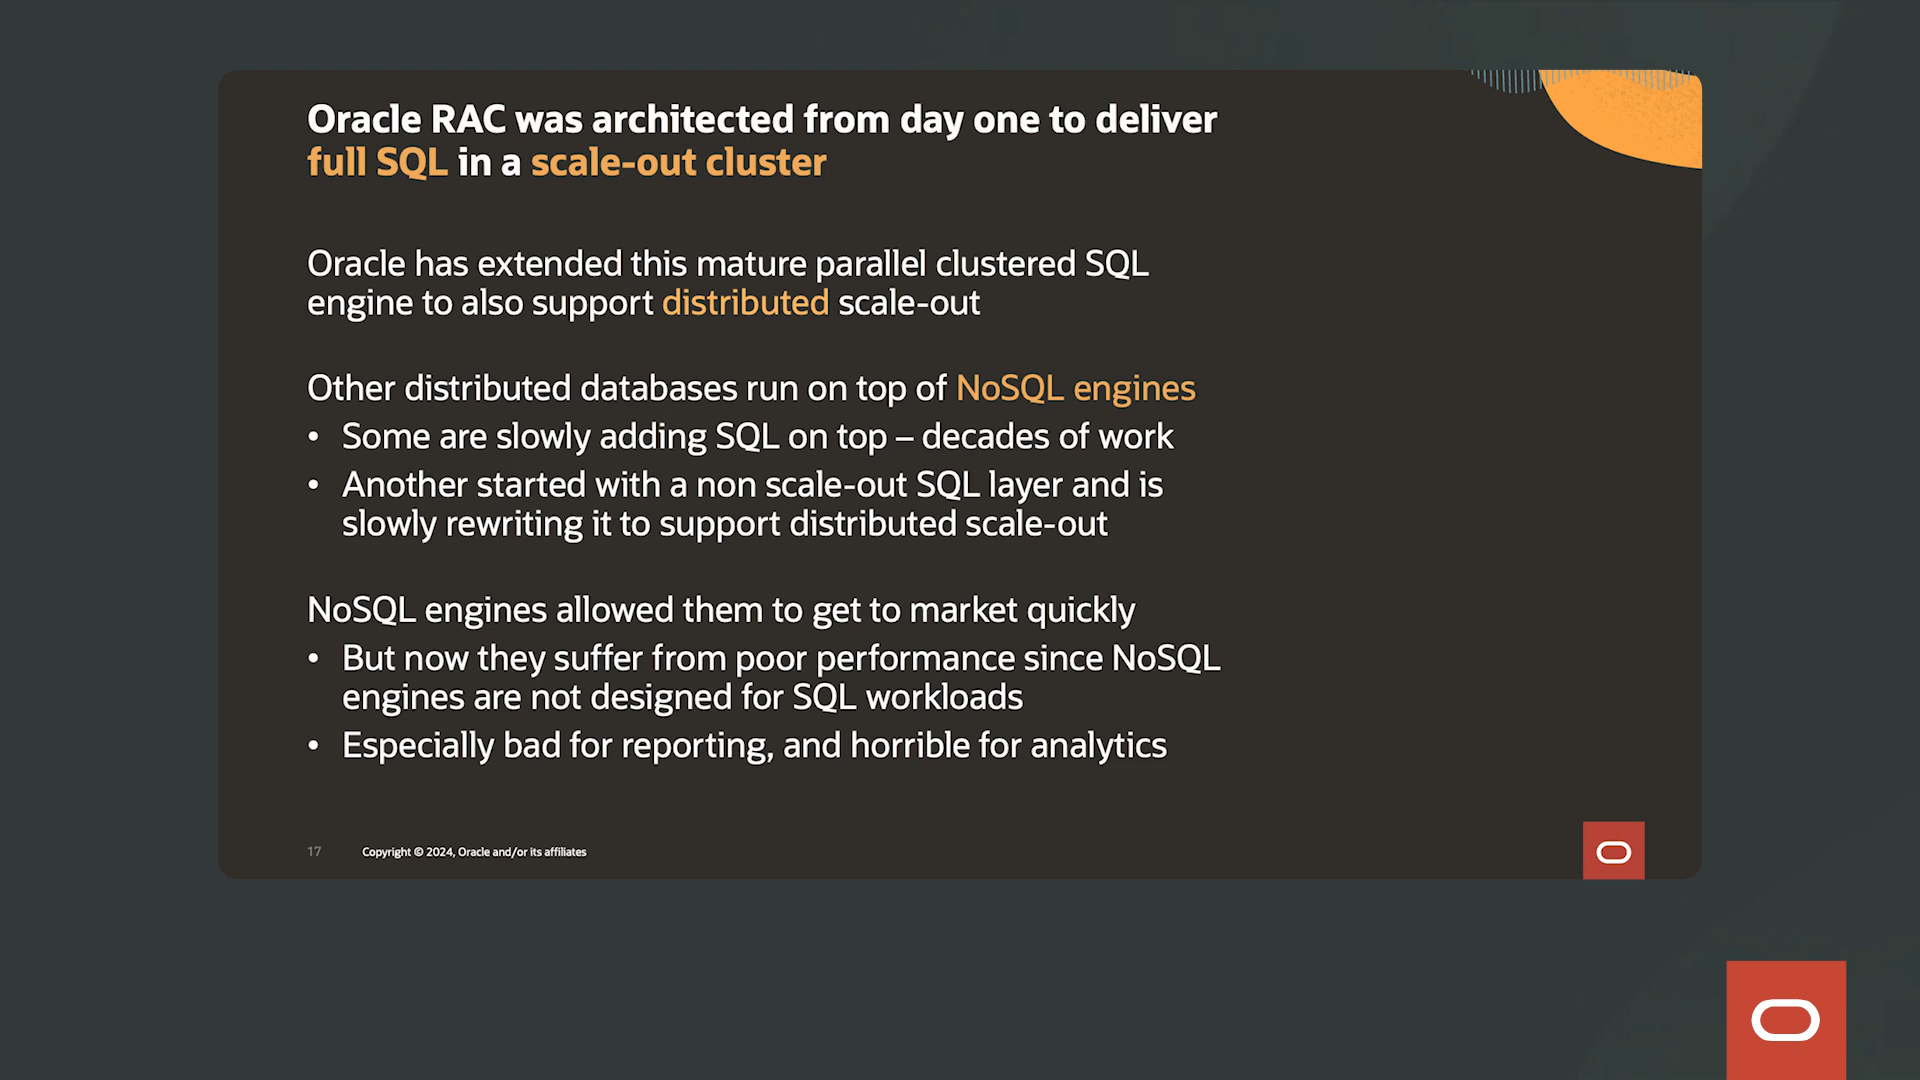 Oracle RAC was architected from day one to deliver
full SQL in a scale-out cluster
Oracle has extended this mature parallel clustered SQL
engine to also support distributed scale-out
Other distributed databases run on top of NoSQL engines
• Some are slowly adding SQL on top – decades of work
• Another started with a non scale-out SQL layer and is
slowly rewriting it to support distributed scale-out
NoSQL engines allowed them to get to market quickly
• But now they suffer from poor performance since NoSQL
engines are not designed for SQL workloads
• Especially bad for reporting, and horrible for analytics
17 Copyright © 2024, Oracle and/or its affiliates